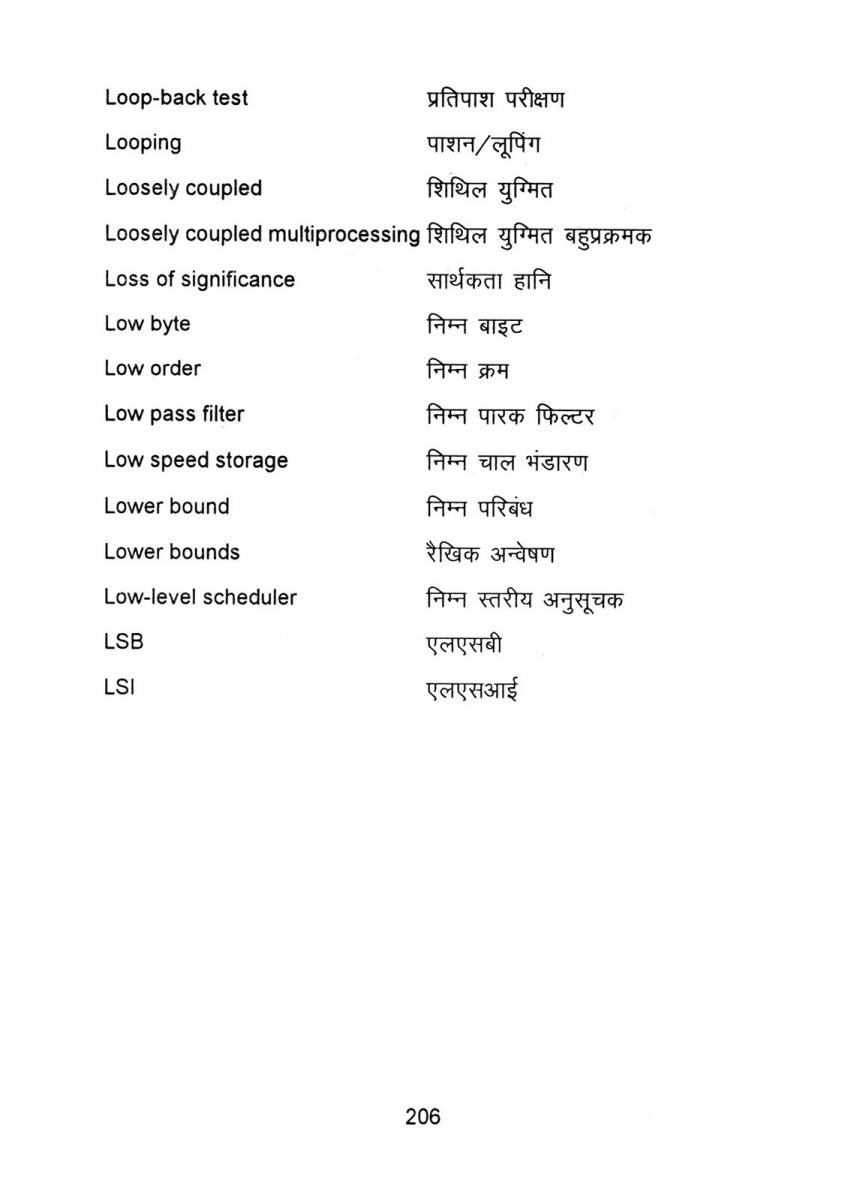 Loop-back test प्रतिपाश परीक्षण
Looping पाशन/लूपिंग
Loosely coupled शिथिल युग्मित
Loosely coupled multiprocessing शिथिल युग्मित बहुप्रक्रमक
Loss of significance सार्थकता हानि
Low byte निम्न बाइट
Low order निम्न क्रम
Low pass filter निम्न पारक फिल्टर
Low speed storage निम्न चाल भंडारण
Lower bound निम्न परिबंध
Lower bounds रैखिक अन्वेषण
Low-level scheduler निम्न स्तरीय अनुसूचक
LSB एलएसबी
LSI एलएसआई
206